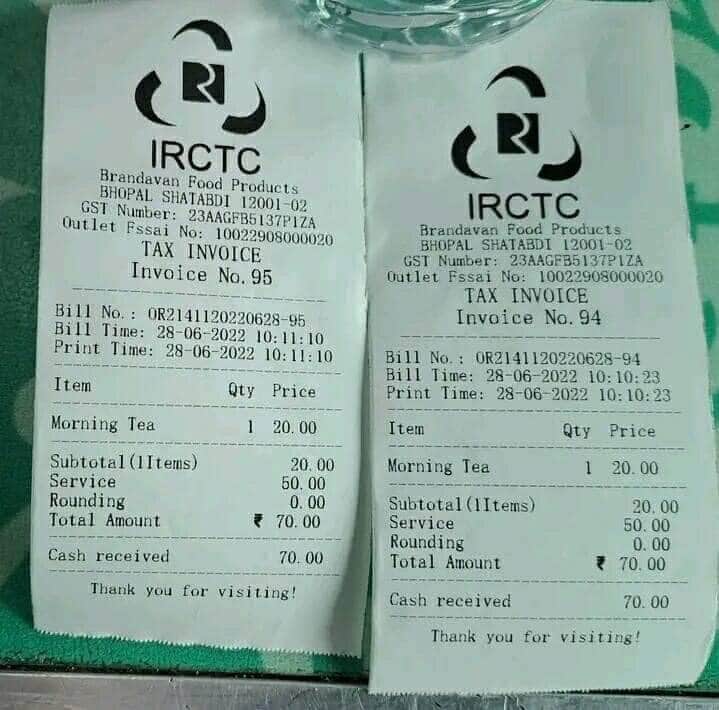 IRCTC
Brandavan Food Products
BHOPAL SHATABDI 12001-02
GST Number: 23AAGFB5137P1ZA
Outlet Fssai No: 10022908000020
TAX INVOICE
Invoice No. 95
Bill No. : OR2141120220628-95
Bill Time: 28-06-2022 10:11:10
Print Time: 28-06-2022 10:11:10
Item Qty Price
Morning Tea 1 20.00
Subtotal(1Items) 20.00
Service 50.00
Rounding 0.00
Total Amount ₹ 70.00
Cash received 70.00
Thank you for visiting!
IRCTC
Brandavan Food Products
BHOPAL SHATABDI 12001-02
GST Number: 23AAGFB5137P1ZA
Outlet Fssai No: 10022908000020
TAX INVOICE
Invoice No. 94
Bill No. : OR2141120220628-94
Bill Time: 28-06-2022 10:10:23
Print Time: 28-06-2022 10:10:23
Item Qty Price
Morning Tea 1 20.00
Subtotal(1Items) 20.00
Service 50.00
Rounding 0.00
Total Amount ₹ 70.00
Cash received 70.00
Thank you for visiting!